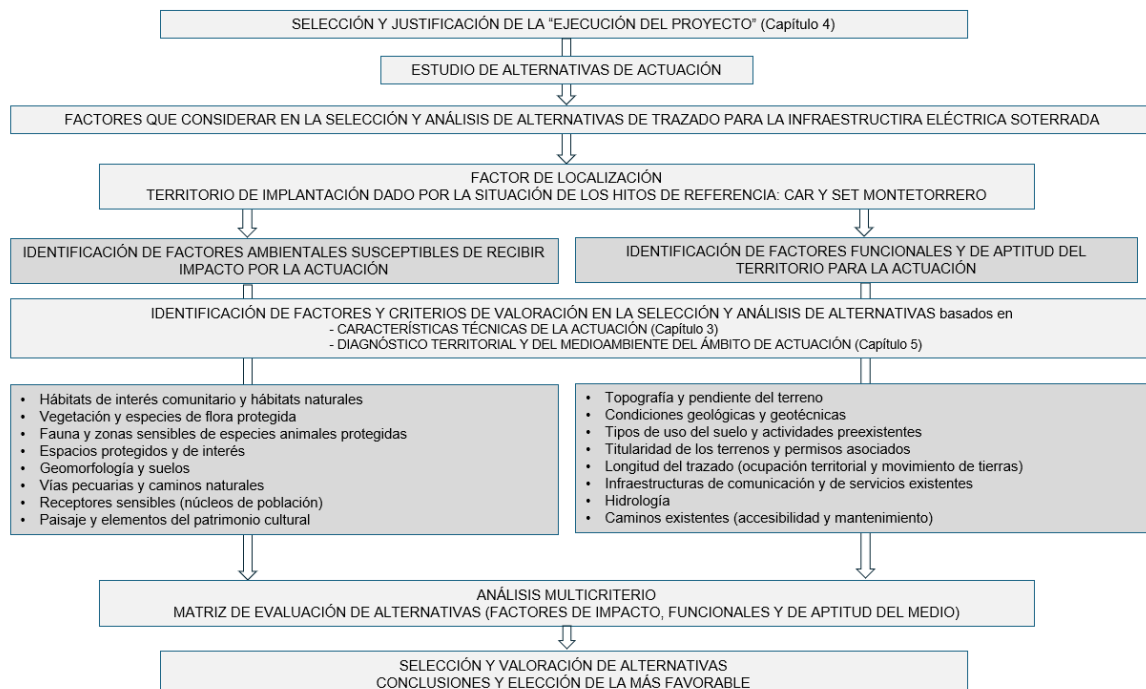 SELECCIÓN Y JUSTIFICACIÓN DE LA “EJECUCIÓN DEL PROYECTO” (Capítulo 4)
ESTUDIO DE ALTERNATIVAS DE ACTUACIÓN
FACTORES QUE CONSIDERAR EN LA SELECCIÓN Y ANÁLISIS DE ALTERNATIVAS DE TRAZADO PARA LA INFRAESTRUCTIRA ELÉCTRICA SOTERRADA
FACTOR DE LOCALIZACIÓN
TERRITORIO DE IMPLANTACIÓN DADO POR LA SITUACIÓN DE LOS HITOS DE REFERENCIA: CAR Y SET MONTETORRERO
IDENTIFICACIÓN DE FACTORES AMBIENTALES SUSCEPTIBLES DE RECIBIR
IMPACTO POR LA ACTUACIÓN
IDENTIFICACIÓN DE FACTORES FUNCIONALES Y DE APTITUD DEL
TERRITORIO PARA LA ACTUACIÓN
IDENTIFICACIÓN DE FACTORES Y CRITERIOS DE VALORACIÓN EN LA SELECCIÓN Y ANÁLISIS DE ALTERNATIVAS basados en
- CARACTERÍSTICAS TÉCNICAS DE LA ACTUACIÓN (Capítulo 3)
- DIAGNÓSTICO TERRITORIAL Y DEL MEDIOAMBIENTE DEL ÁMBITO DE ACTUACIÓN (Capítulo 5)
• Hábitats de interés comunitario y hábitats naturales
• Vegetación y especies de flora protegida
• Fauna y zonas sensibles de especies animales protegidas
• Espacios protegidos y de interés
• Geomorfología y suelos
• Vías pecuarias y caminos naturales
• Receptores sensibles (núcleos de población)
• Paisaje y elementos del patrimonio cultural
• Topografía y pendiente del terreno
• Condiciones geológicas y geotécnicas
• Tipos de uso del suelo y actividades preexistentes
• Titularidad de los terrenos y permisos asociados
• Longitud del trazado (ocupación territorial y movimiento de tierras)
• Infraestructuras de comunicación y de servicios existentes
• Hidrología
• Caminos existentes (accesibilidad y mantenimiento)
ANÁLISIS MULTICRITERIO
MATRIZ DE EVALUACIÓN DE ALTERNATIVAS (FACTORES DE IMPACTO, FUNCIONALES Y DE APTITUD DEL MEDIO)
SELECCIÓN Y VALORACIÓN DE ALTERNATIVAS
CONCLUSIONES Y ELECCIÓN DE LA MÁS FAVORABLE